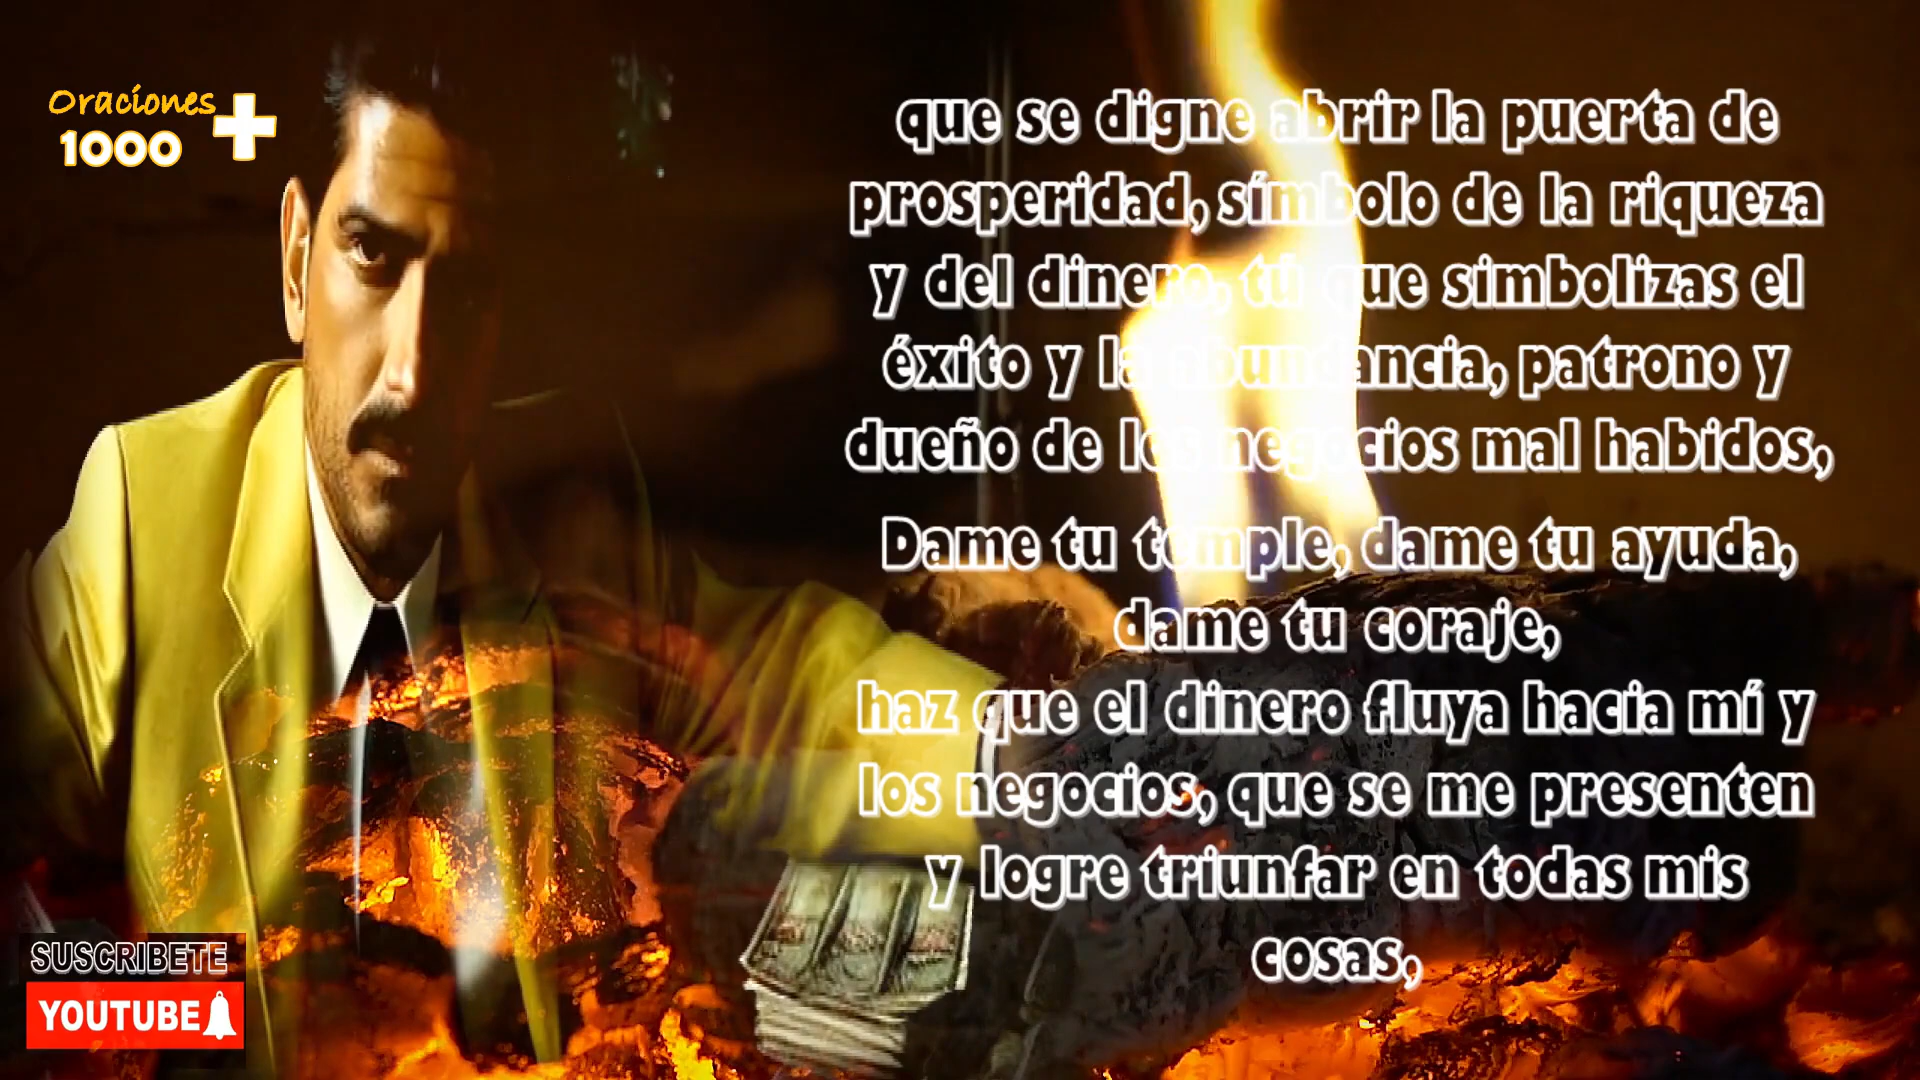 Oraciones
1000
que se digne abrir la puerta de
prosperidad, símbolo de la riqueza
y del dinero, tú que simbolizas el
éxito y la abundancia, patrono y
dueño de los negocios mal habidos,
Dame tu temple, dame tu ayuda,
dame tu coraje,
haz que el dinero fluya hacia mí y
los negocios, que se me presenten
y logre triunfar en todas mis
cosas,
SUSCRIBETE
YOUTUBE